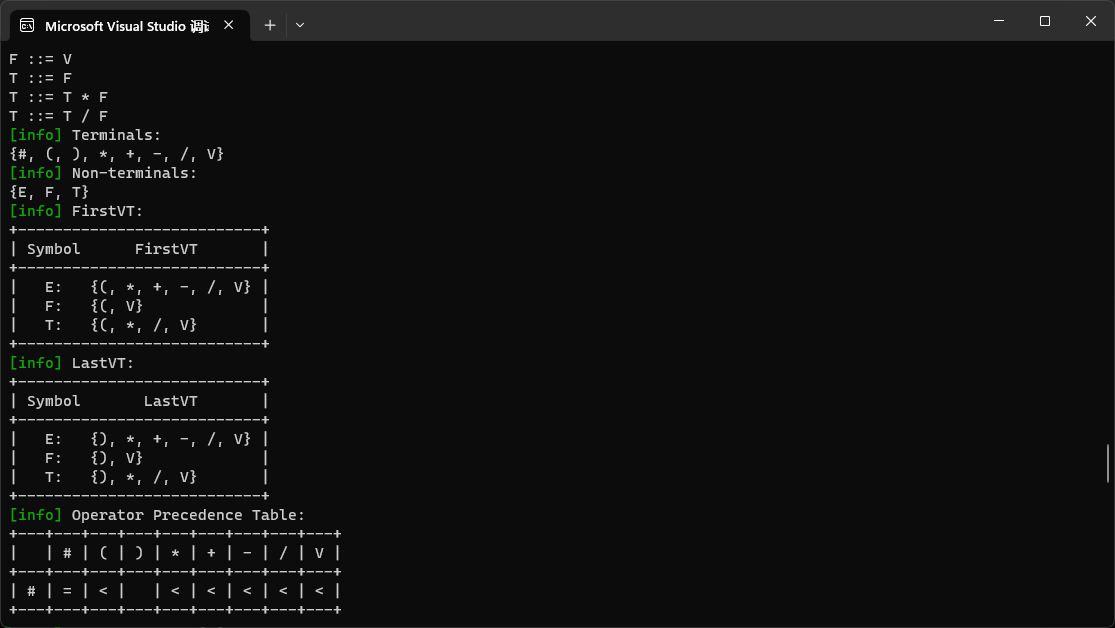 Microsoft Visual Studio 调试
F ::= V
T ::= F
T ::= T * F
T ::= T / F
[info] Terminals:
{#, (, ), *, +, -, /, V}
[info] Non-terminals:
{E, F, T}
[info] FirstVT:
+---------------------------+
| Symbol      FirstVT       |
+---------------------------+
|   E:   {(, *, +, -, /, V} |
|   F:   {(, V}             |
|   T:   {(, *, /, V}       |
+---------------------------+
[info] LastVT:
+---------------------------+
| Symbol       LastVT       |
+---------------------------+
|   E:   {), *, +, -, /, V} |
|   F:   {), V}             |
|   T:   {), *, /, V}       |
+---------------------------+
[info] Operator Precedence Table:
+---+---+---+---+---+---+---+---+---+
|   | # | ( | ) | * | + | - | / | V |
+---+---+---+---+---+---+---+---+---+
| # | = | < |   | < | < | < | < | < |
+---+---+---+---+---+---+---+---+---+